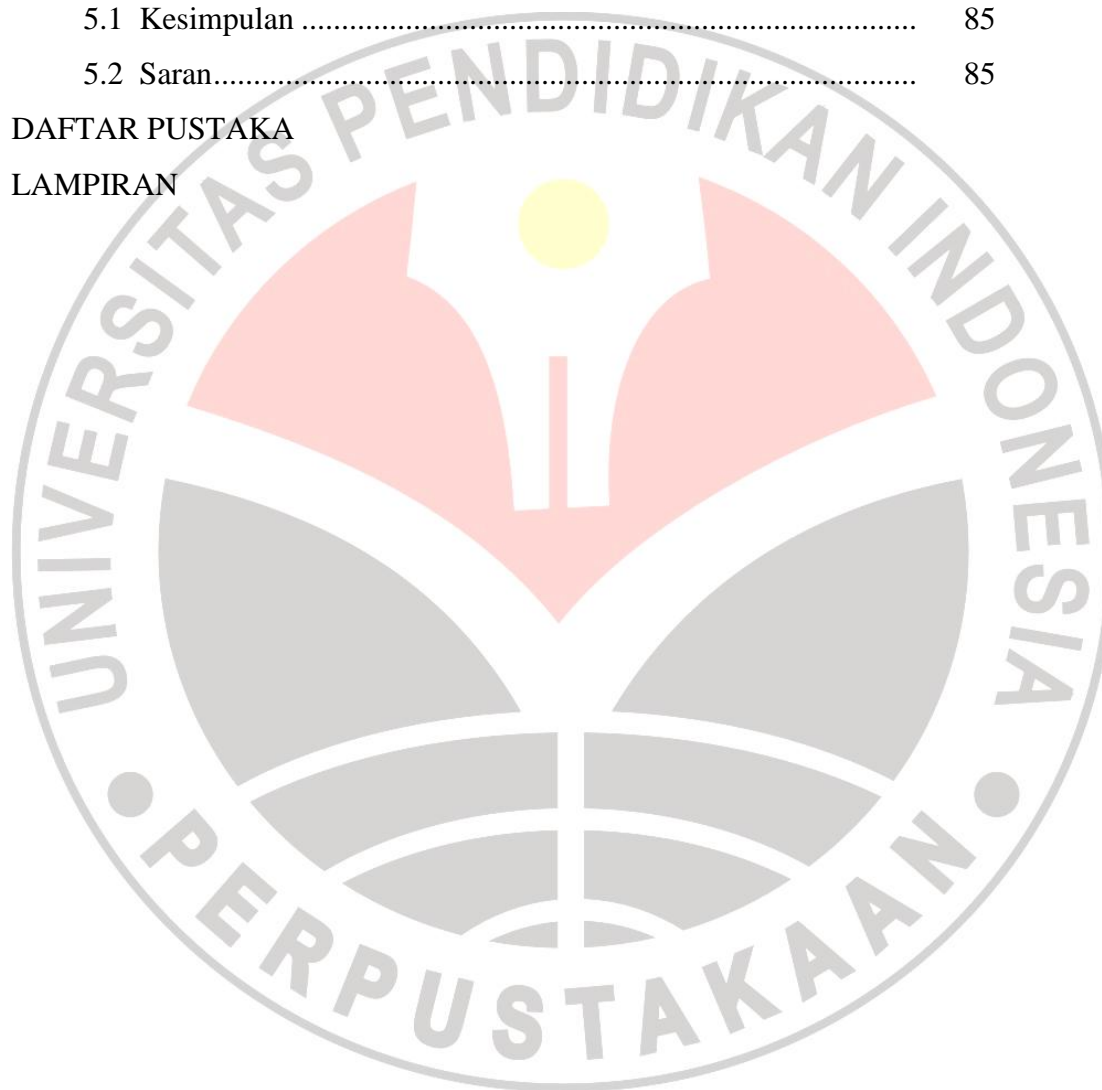 5.1 Kesimpulan ............................................................................ 85
5.2 Saran....................................................................................... 85
DAFTAR PUSTAKA
LAMPIRAN
UNIVERSITAS PENDIDIKAN INDONESIA
PERPUSTAKAAN